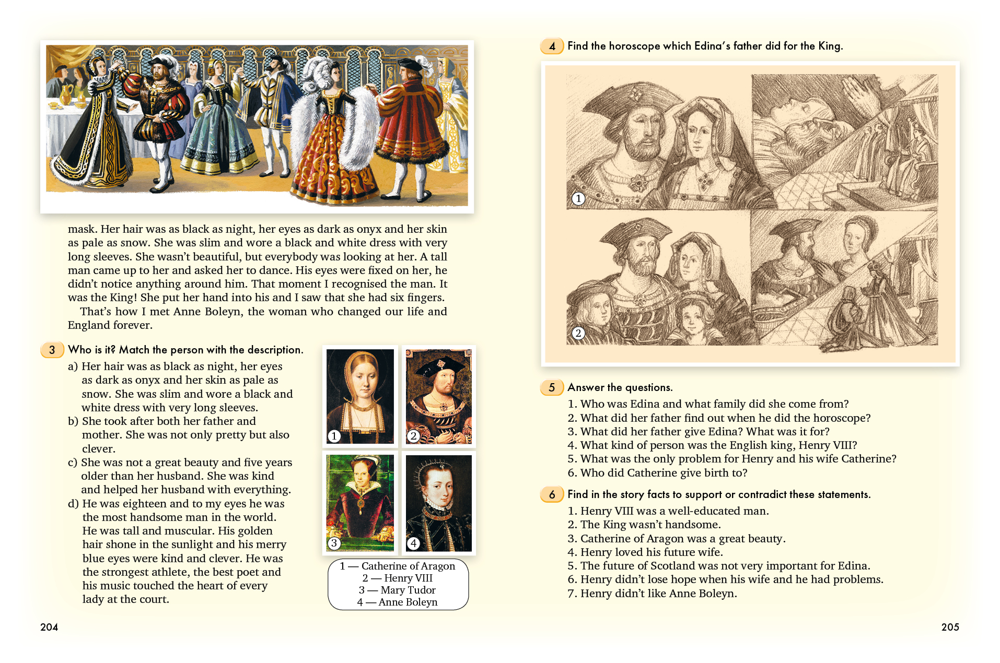 mask. Her hair was as black as night, her eyes as dark as onyx and her skin
as pale as snow. She was slim and wore a black and white dress with very
long sleeves. She wasn’t beautiful, but everybody was looking at her. A tall
man came up to her and asked her to dance. His eyes were fixed on her, he
didn’t notice anything around him. That moment I recognised the man. It
was the King! She put her hand into his and I saw that she had six fingers.
That’s how I met Anne Boleyn, the woman who changed our life and
England forever.
3 Who is it? Match the person with the description.
a) Her hair was as black as night, her eyes
as dark as onyx and her skin as pale as
snow. She was slim and wore a black and
white dress with very long sleeves.
b) She took after both her father and
mother. She was not only pretty but also
clever.
c) She was not a great beauty and five years
older than her husband. She was kind
and helped her husband with everything.
d) He was eighteen and to my eyes he was
the most handsome man in the world.
He was tall and muscular. His golden
hair shone in the sunlight and his merry
blue eyes were kind and clever. He was
the strongest athlete, the best poet and
his music touched the heart of every
lady at the court.
1
2
3
4
1 — Catherine of Aragon
2 — Henry VIII
3 — Mary Tudor
4 — Anne Boleyn
204
4 Find the horoscope which Edina’s father did for the King.
1
2
5 Answer the questions.
1. Who was Edina and what family did she come from?
2. What did her father find out when he did the horoscope?
3. What did her father give Edina? What was it for?
4. What kind of person was the English king, Henry VIII?
5. What was the only problem for Henry and his wife Catherine?
6. Who did Catherine give birth to?
6 Find in the story facts to support or contradict these statements.
1. Henry VIII was a well-educated man.
2. The King wasn’t handsome.
3. Catherine of Aragon was a great beauty.
4. Henry loved his future wife.
5. The future of Scotland was not very important for Edina.
6. Henry didn’t lose hope when his wife and he had problems.
7. Henry didn’t like Anne Boleyn.
205